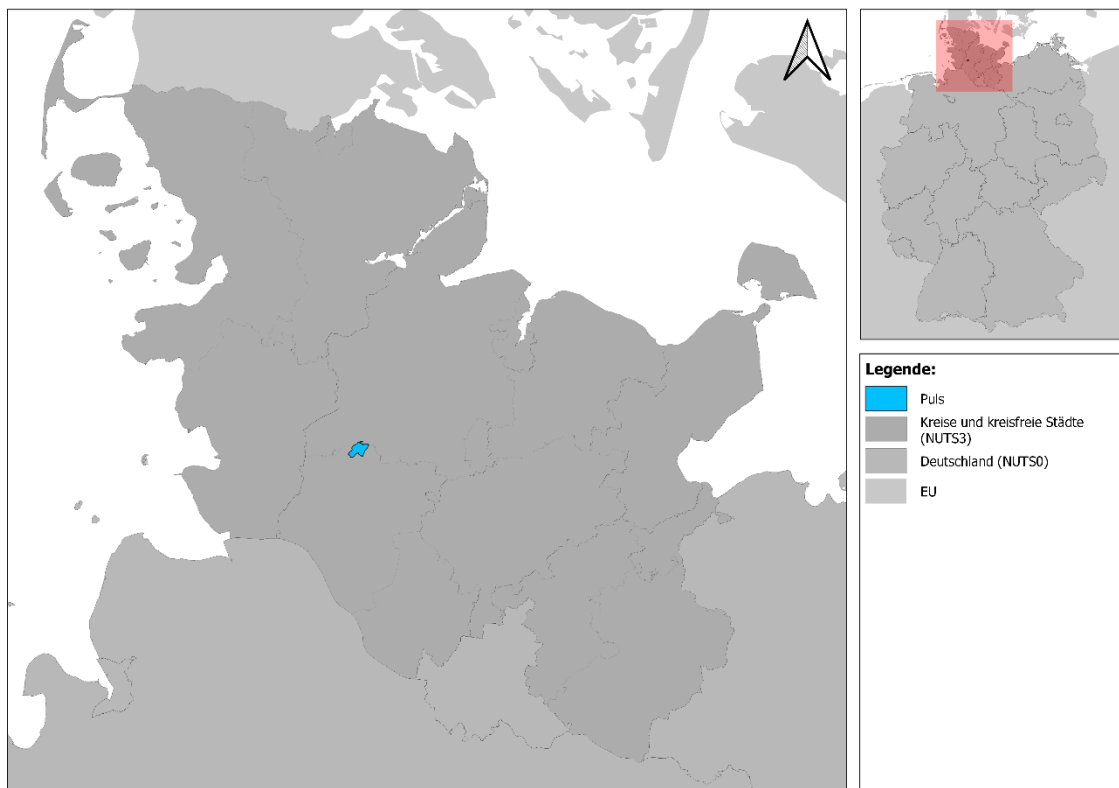 Legende:
Puls
Kreise und kreisfreie Städte
(NUTS3)
Deutschland (NUTS0)
EU